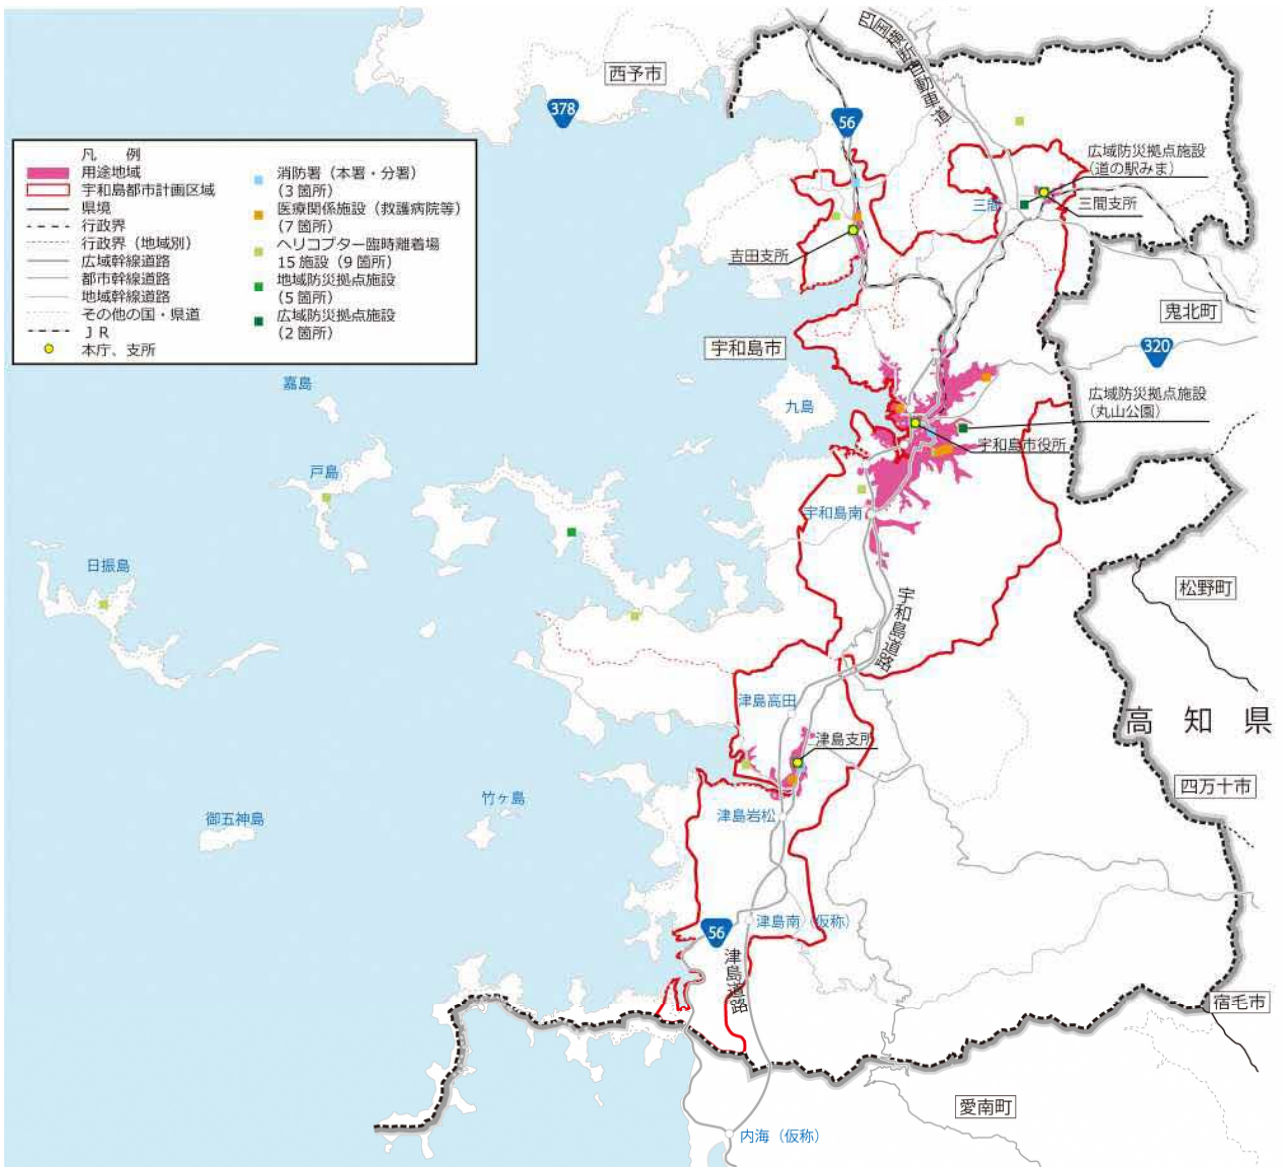 四国横断自動車道
西予市
378
56
凡　例
用途地域
宇和島都市計画区域
県境
行政界
行政界（地域別）
広域幹線道路
都市幹線道路
地域幹線道路
その他の国・県道
ＪＲ
本庁、支所
消防署（本署・分署）
(3 箇所)
医療関係施設（救護病院等）
(7 箇所)
ヘリコプター臨時離着場
15 施設（9 箇所）
地域防災拠点施設
(5 箇所)
広域防災拠点施設
(2 箇所)
広域防災拠点施設
(道の駅みま)
三間
三間支所
吉田支所
鬼北町
宇和島市
320
嘉島
九島
広域防災拠点施設
(丸山公園)
宇和島市役所
戸島
宇和島南
日振島
松野町
宇和島道路
津島高田
高 知 県
津島支所
四万十市
竹ヶ島
御五神島
津島岩松
56
津島南（仮称）
津島道路
宿毛市
愛南町
内海（仮称）